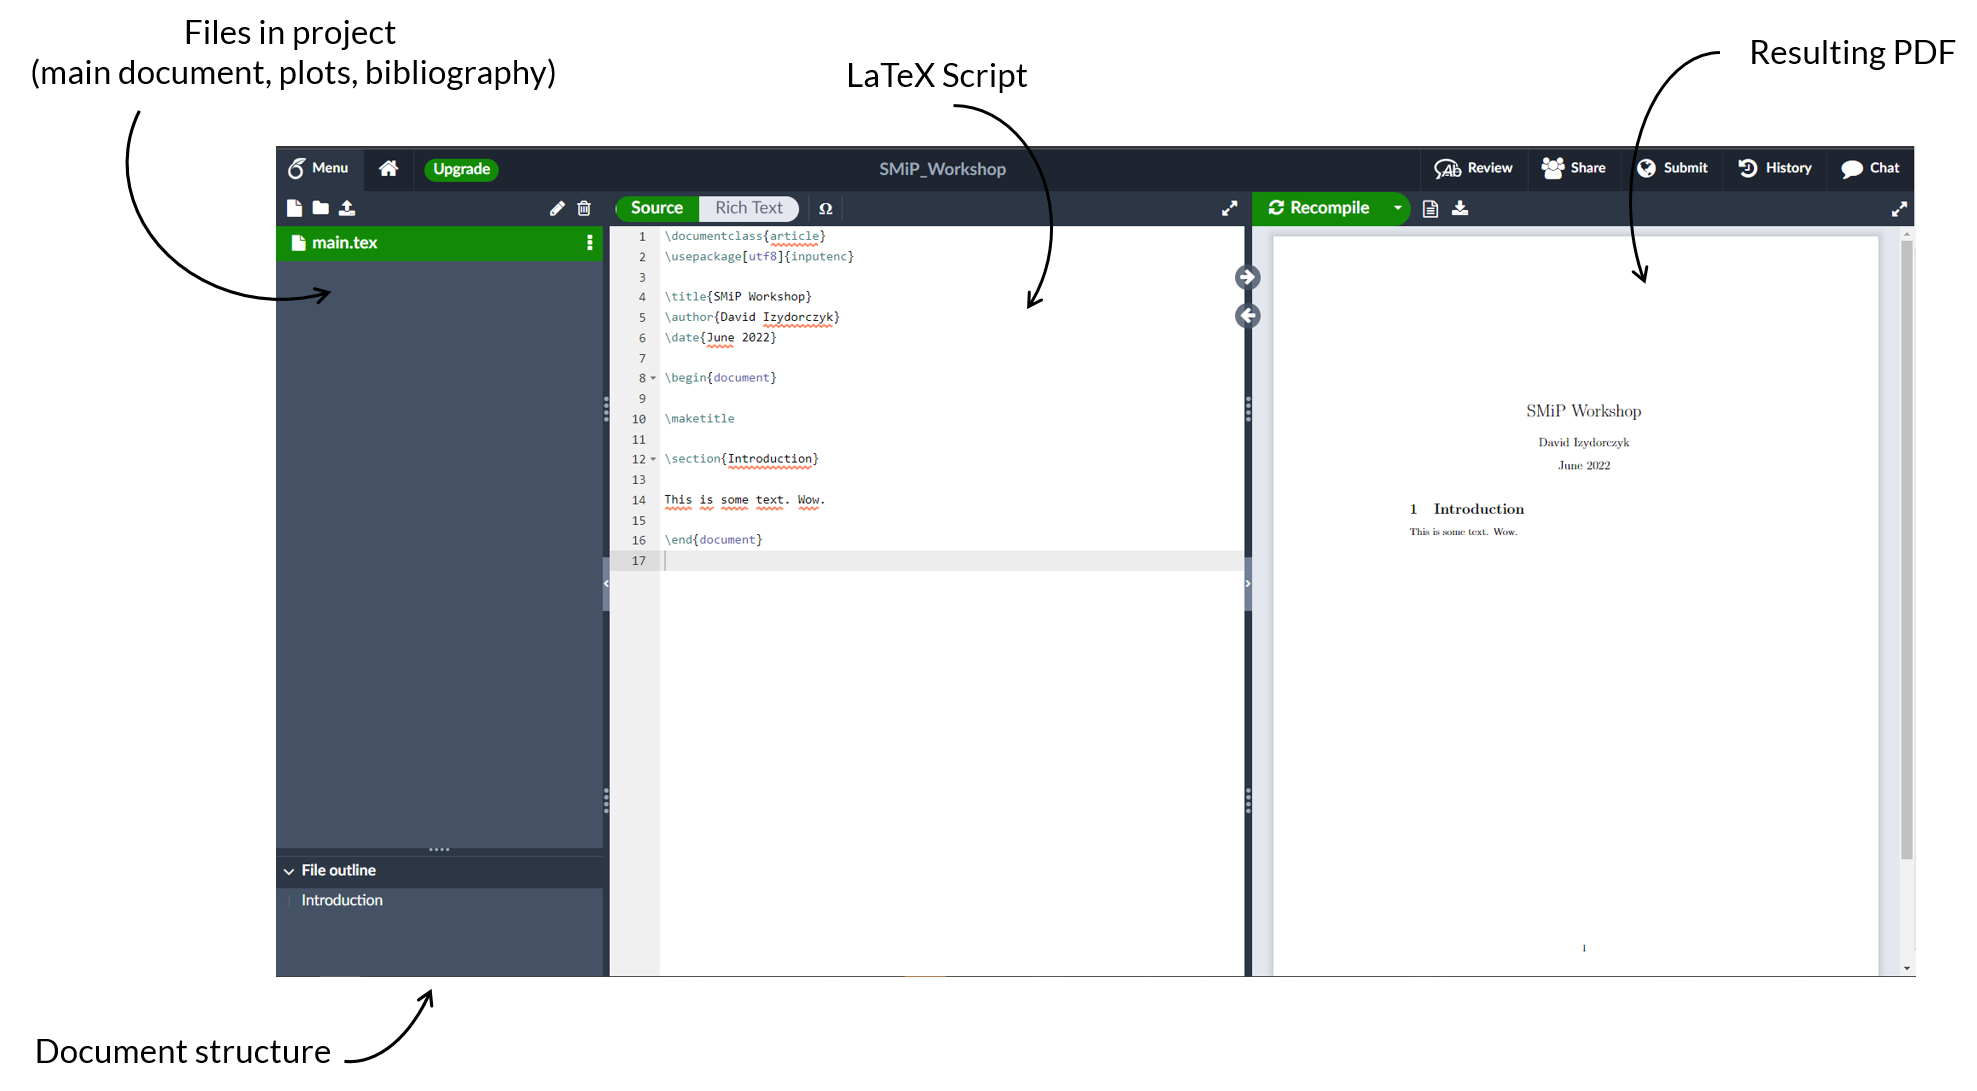 Files in project
(main document, plots, bibliography)
LaTeX Script
Resulting PDF
Menu
Upgrade
SMiP_Workshop
Review
Share
Submit
History
Chat
Source
Rich Text
Ω
Recompile
main.tex
1 \documentclass{article}
2 \usepackage[utf8]{inputenc}
3
4 \title{SMiP Workshop}
5 \author{David Izydorczyk}
6 \date{June 2022}
7
8 \begin{document}
9
10 \maketitle
11
12 \section{Introduction}
13
14 This is some text. Wow.
15
16 \end{document}
17
SMiP Workshop
David Izydorczyk
June 2022
1 Introduction
This is some text. Wow.
1
File outline
Introduction
Document structure